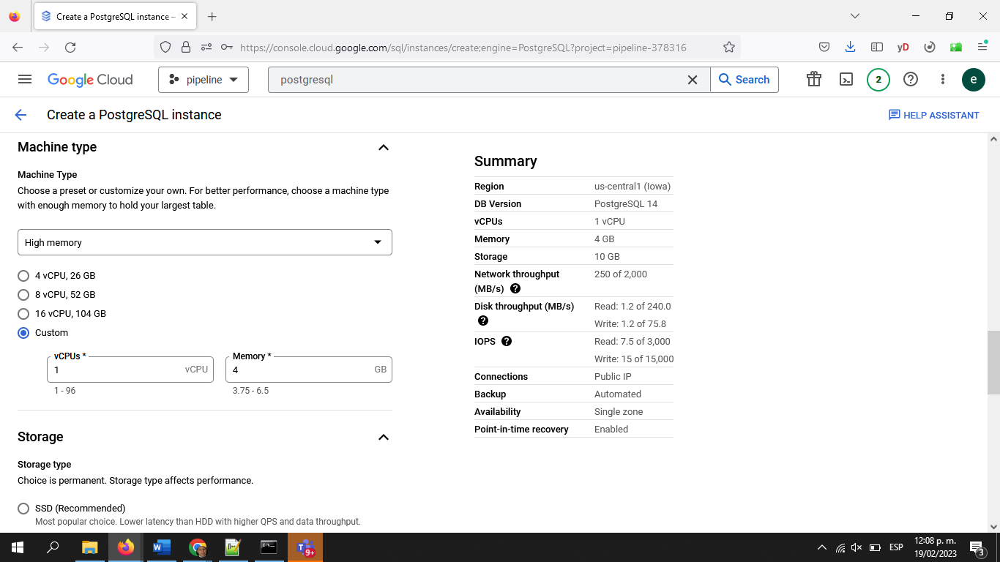 Create a PostgreSQL instance –
https://console.cloud.google.com/sql/instances/create;engine=PostgreSQL?project=pipeline-378316
yD
Google Cloud
pipeline
postgresql
Search
2
e
Create a PostgreSQL instance
HELP ASSISTANT
Machine type
Machine Type
Choose a preset or customize your own. For better performance, choose a machine type
with enough memory to hold your largest table.
High memory
4 vCPU, 26 GB
8 vCPU, 52 GB
16 vCPU, 104 GB
Custom
vCPUs *
1 vCPU
1 - 96
Memory *
4 GB
3.75 - 6.5
Storage
Storage type
Choice is permanent. Storage type affects performance.
SSD (Recommended)
Most popular choice. Lower latency than HDD with higher QPS and data throughput.
Summary
Region us-central1 (Iowa)
DB Version PostgreSQL 14
vCPUs 1 vCPU
Memory 4 GB
Storage 10 GB
Network throughput 250 of 2,000
(MB/s)
Disk throughput (MB/s) Read: 1.2 of 240.0
Write: 1.2 of 75.8
IOPS Read: 7.5 of 3,000
Write: 15 of 15,000
Connections Public IP
Backup Automated
Availability Single zone
Point-in-time recovery Enabled
9+
ESP
12:08 p. m.
19/02/2023
3